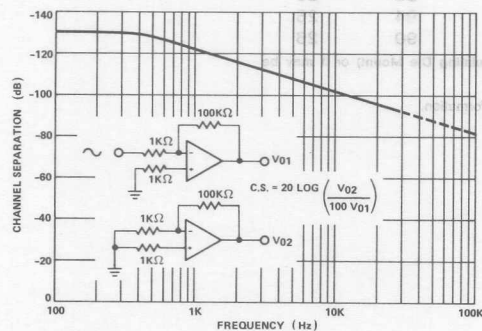 -140
-120
-100
-80
-60
-40
-20
0
CHANNEL SEPARATION (dB)
100KΩ
1KΩ
1KΩ
V01
C.S. = 20 LOG (V02 / 100 V01)
100KΩ
1KΩ
1KΩ
V02
100
1K
10K
100K
FREQUENCY (Hz)